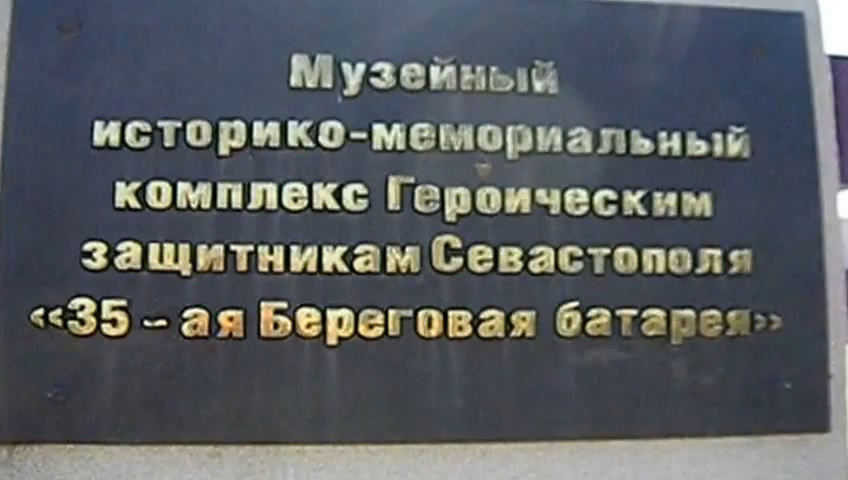 Музейный
историко-мемориальный
комплекс Героическим
защитникам Севастополя
«35 – ая Береговая батарея»